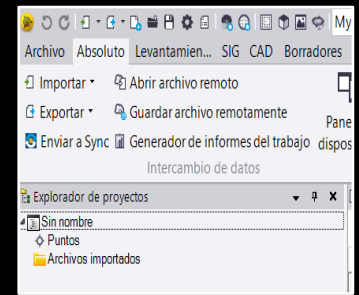 My
Archivo Absoluto Levantamien... SIG CAD Borradores
Importar Abrir archivo remoto
Exportar Guardar archivo remotamente
Pane
Enviar a Sync Generador de informes del trabajo dispos
Intercambio de datos
Explorador de proyectos
Sin nombre
Puntos
Archivos importados